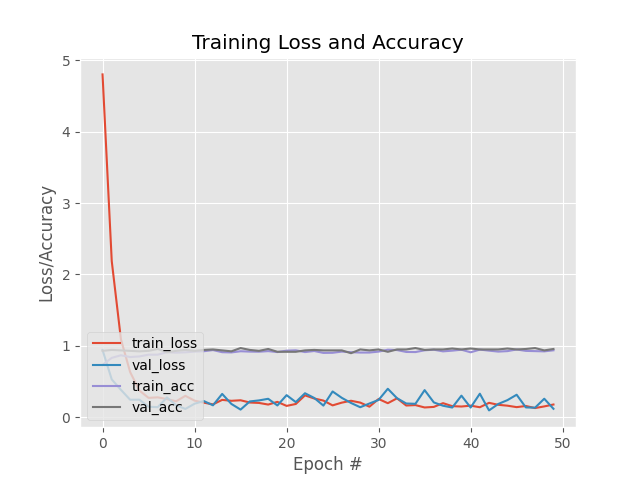 Training Loss and Accuracy
Loss/Accuracy
5
4
3
2
1
0
train_loss
val_loss
train_acc
val_acc
0 10 20 30 40 50
Epoch #